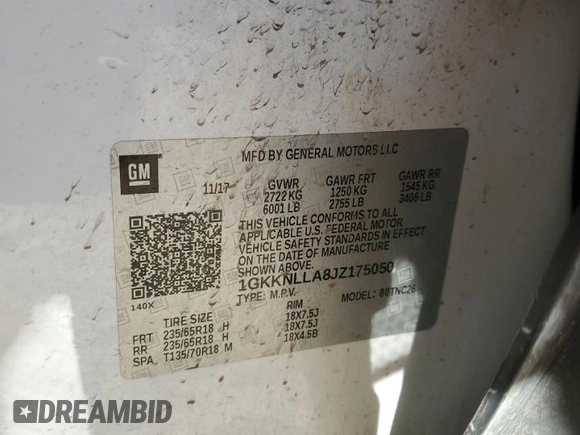 MFD BY GENERAL MOTORS LLC
GM
11/17
GVWR GAWR FRT GAWR RR
2722 KG 1250 KG 1545 KG
6001 LB 2755 LB 3406 LB
THIS VEHICLE CONFORMS TO ALL
APPLICABLE U.S. FEDERAL MOTOR
VEHICLE SAFETY STANDARDS IN EFFECT
ON THE DATE OF MANUFACTURE
SHOWN ABOVE.
1GKKNLLA8JZ175050
TYPE: M.P.V. MODEL: 80TNC26
140X
TIRE SIZE RIM
FRT 235/65R18 H 18X7.5J
RR 235/65R18 H 18X7.5J
SPA T135/70R18 M 18X4.5B
DREAMBID